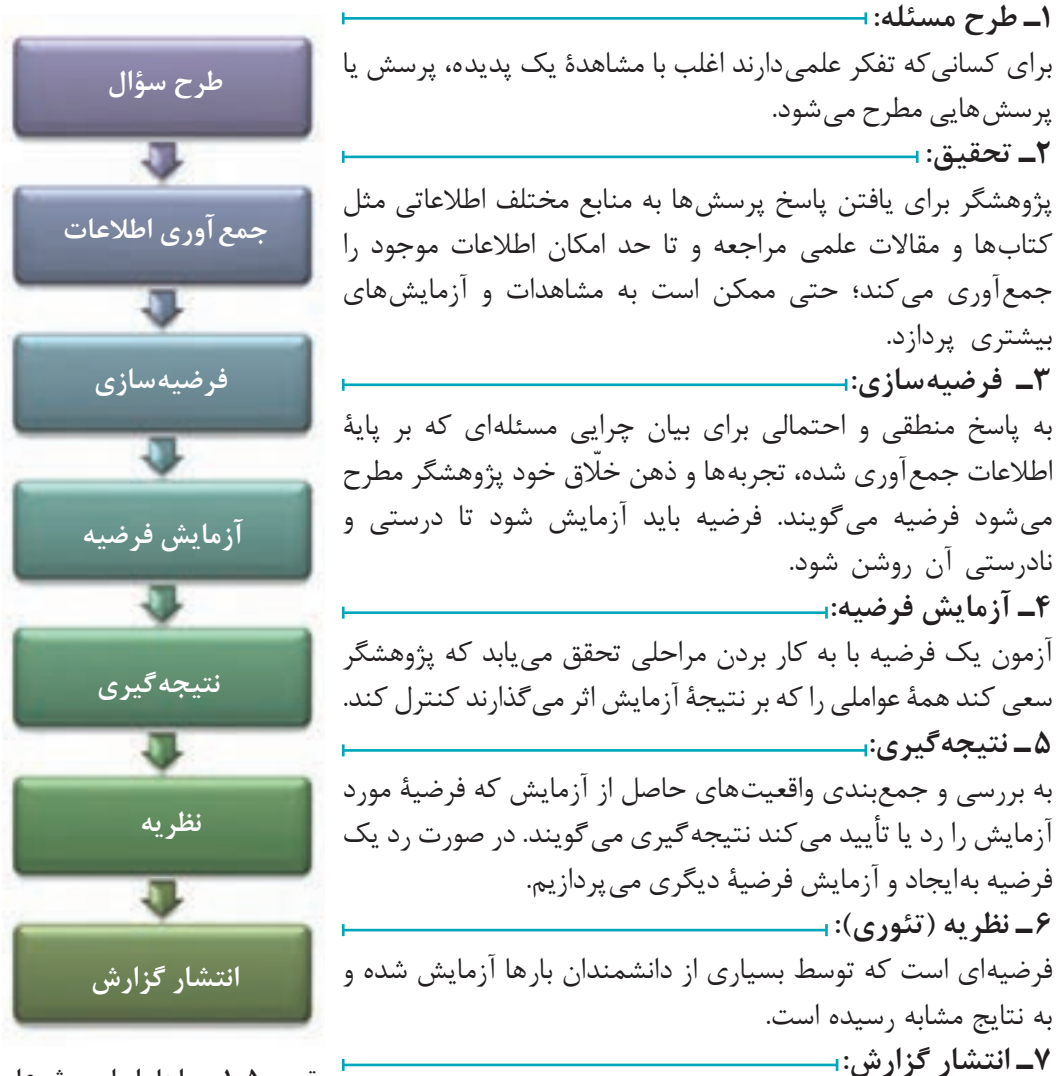 ۱ــ طرح مسئله:
برای کسانی‌که تفکر علمی‌دارند اغلب با مشاهدهٔ یک پدیده، پرسش یا
پرسش‌هایی مطرح می‌شود.
۲ــ تحقیق:
پژوهشگر برای یافتن پاسخ پرسش‌ها به منابع مختلف اطلاعاتی مثل
کتاب‌ها و مقالات علمی مراجعه و تا حد امکان اطلاعات موجود را
جمع‌آوری می‌کند؛ حتی ممکن است به مشاهدات و آزمایش‌های
بیشتری پردازد.
۳ــ فرضیه‌سازی:
به پاسخ منطقی و احتمالی برای بیان چرایی مسئله‌ای که بر پایهٔ
اطلاعات جمع‌آوری شده، تجربه‌ها و ذهن خلّاق خود پژوهشگر مطرح
می‌شود فرضیه می‌گویند. فرضیه باید آزمایش شود تا درستی و
نادرستی آن روشن شود.
۴ــ آزمایش فرضیه:
آزمون یک فرضیه با به کار بردن مراحلی تحقق می‌یابد که پژوهشگر
سعی کند همهٔ عواملی را که بر نتیجهٔ آزمایش اثر می‌گذارند کنترل کند.
۵ــ نتیجه‌گیری:
به بررسی و جمع‌بندی واقعیت‌های حاصل از آزمایش که فرضیهٔ مورد
آزمایش را رد یا تأیید می‌کند نتیجه‌گیری می‌گویند. در صورت رد یک
فرضیه به‌ایجاد و آزمایش فرضیهٔ دیگری می‌پردازیم.
۶ــ نظریه (تئوری):
فرضیه‌ای است که توسط بسیاری از دانشمندان بارها آزمایش شده و
به نتایج مشابه رسیده است.
۷ــ انتشار گزارش:
طرح سؤال
جمع‌آوری اطلاعات
فرضیه‌سازی
آزمایش فرضیه
نتیجه‌گیری
نظریه
انتشار گزارش